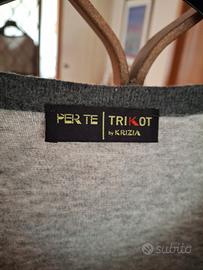 PER TE | TRIKOT
by KRIZIA
subito